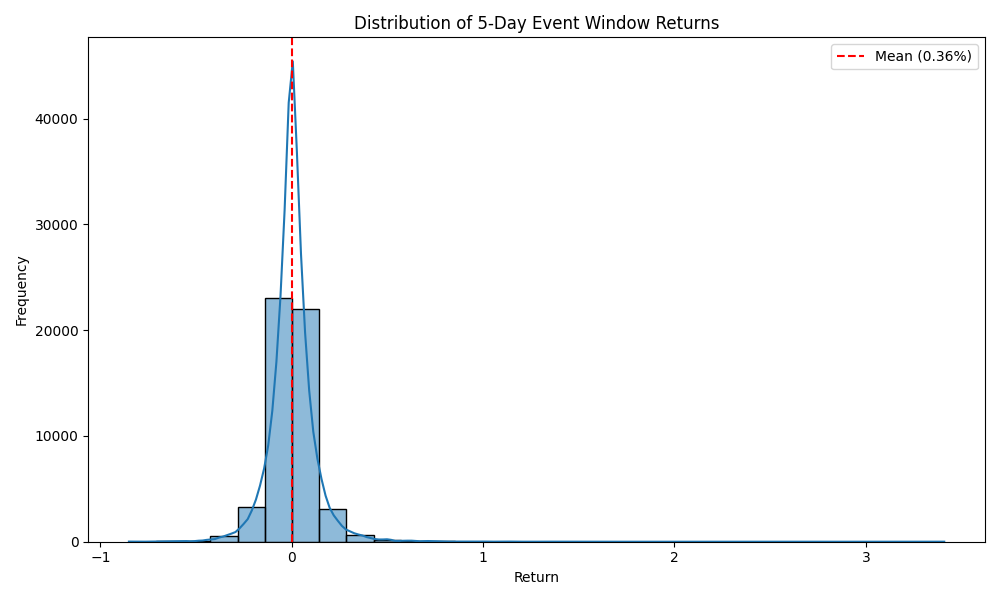 Distribution of 5-Day Event Window Returns
Mean (0.36%)
Frequency
40000
30000
20000
10000
0
−1
0
1
2
3
Return